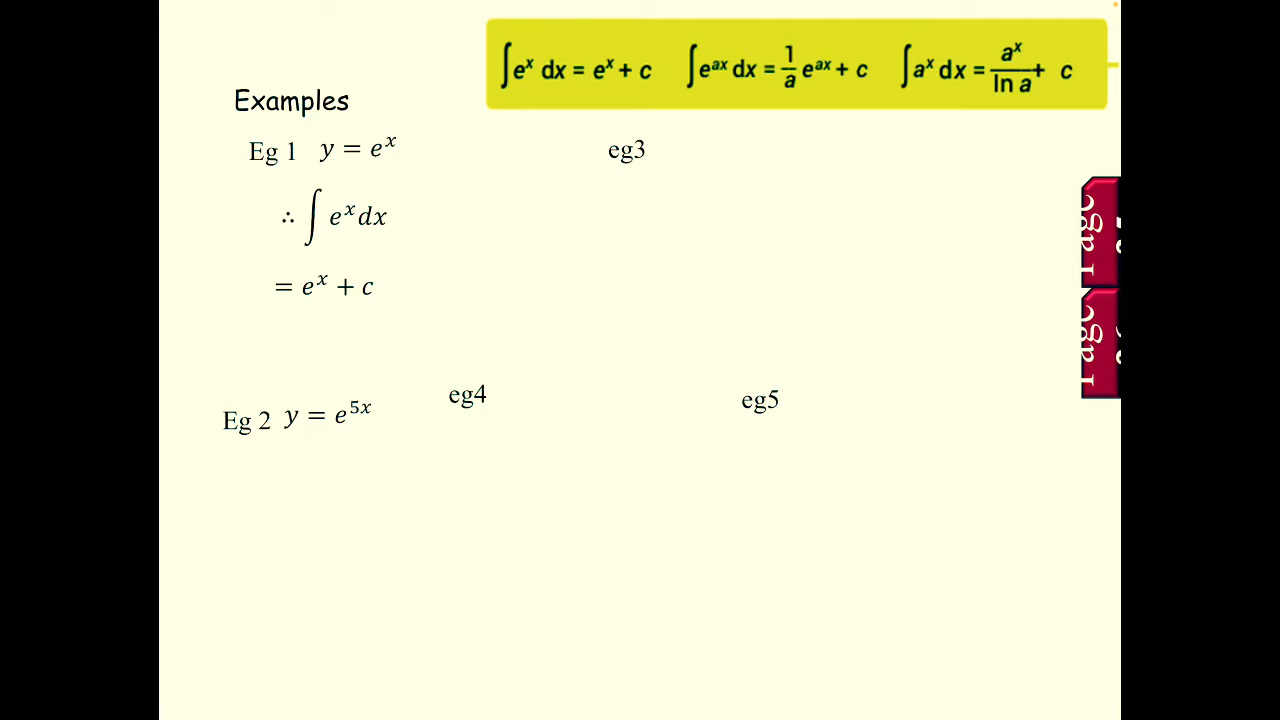 ∫eˣ dx = eˣ + c   ∫eᵃˣ dx = 1/a eᵃˣ + c   ∫aˣ dx = aˣ/ln a + c
Examples
Eg 1 y = eˣ
eg3
∴ ∫ eˣdx
= eˣ + c
Eg 2 y = e⁵ˣ
eg4
eg5